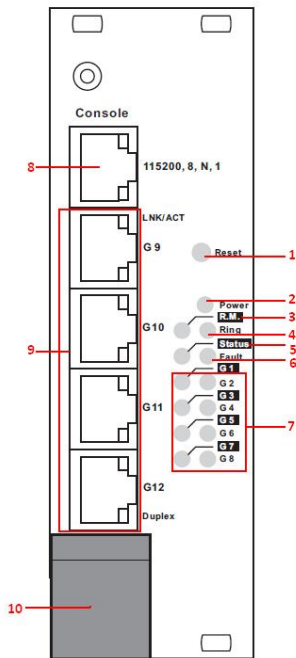 Console
8
115200, 8, N, 1
LNK/ACT
G 9
Reset
1
Power
2
R.M.
3
G10
Ring
4
Status
5
9
Fault
6
G 1
G 2
G 3
7
G11
G 4
G 5
G 6
G 7
G12
G 8
Duplex
10